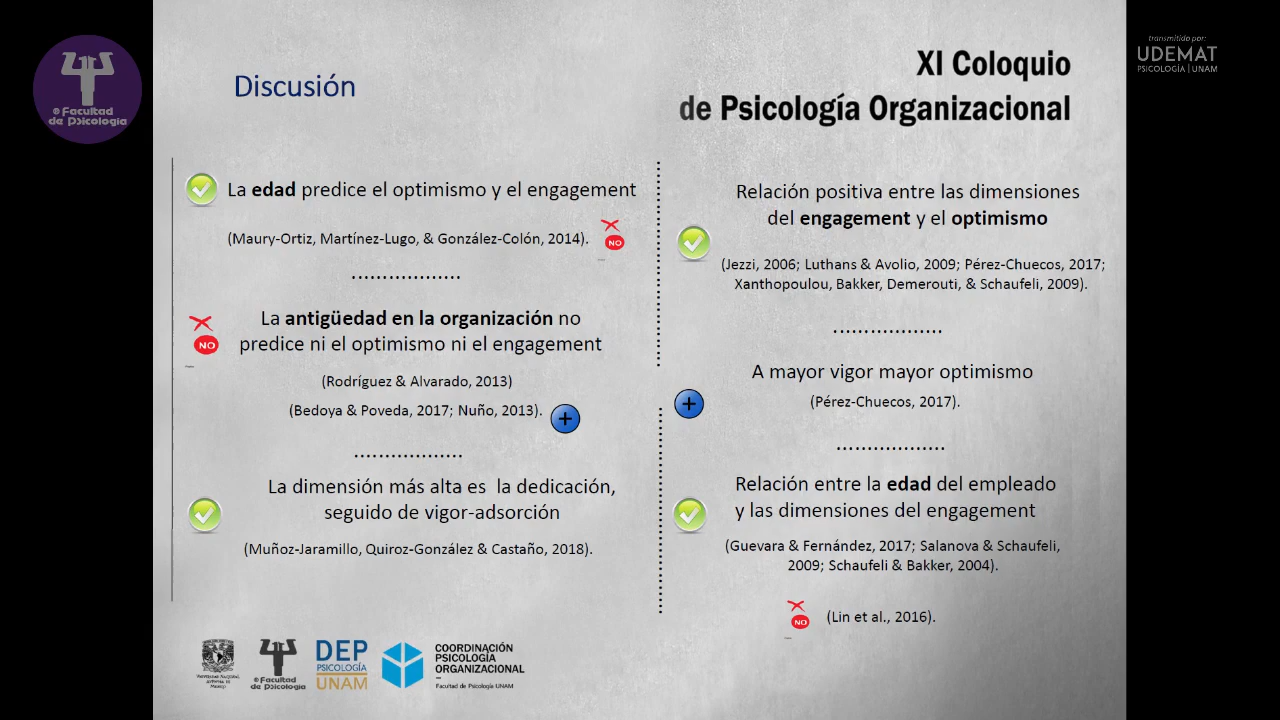 ® Facultad
de Psicología
transmitido por:
UDEMAT
PSICOLOGÍA | UNAM
XI Coloquio
de Psicología Organizacional
Discusión
La edad predice el optimismo y el engagement
(Maury-Ortiz, Martínez-Lugo, & González-Colón, 2014).
NO
..................
La antigüedad en la organización no
predice ni el optimismo ni el engagement
NO
(Rodríguez & Alvarado, 2013)
(Bedoya & Poveda, 2017; Nuño, 2013).
+
..................
La dimensión más alta es la dedicación,
seguido de vigor-adsorción
(Muñoz-Jaramillo, Quiroz-González & Castaño, 2018).
Relación positiva entre las dimensiones
del engagement y el optimismo
(Jezzi, 2006; Luthans & Avolio, 2009; Pérez-Chuecos, 2017;
Xanthopoulou, Bakker, Demerouti, & Schaufeli, 2009).
..................
A mayor vigor mayor optimismo
+
(Pérez-Chuecos, 2017).
..................
Relación entre la edad del empleado
y las dimensiones del engagement
(Guevara & Fernández, 2017; Salanova & Schaufeli,
2009; Schaufeli & Bakker, 2004).
NO
(Lin et al., 2016).
® Facultad
de Psicología
DEP
PSICOLOGÍA
UNAM
COORDINACIÓN
PSICOLOGÍA
ORGANIZACIONAL
Facultad de Psicología UNAM